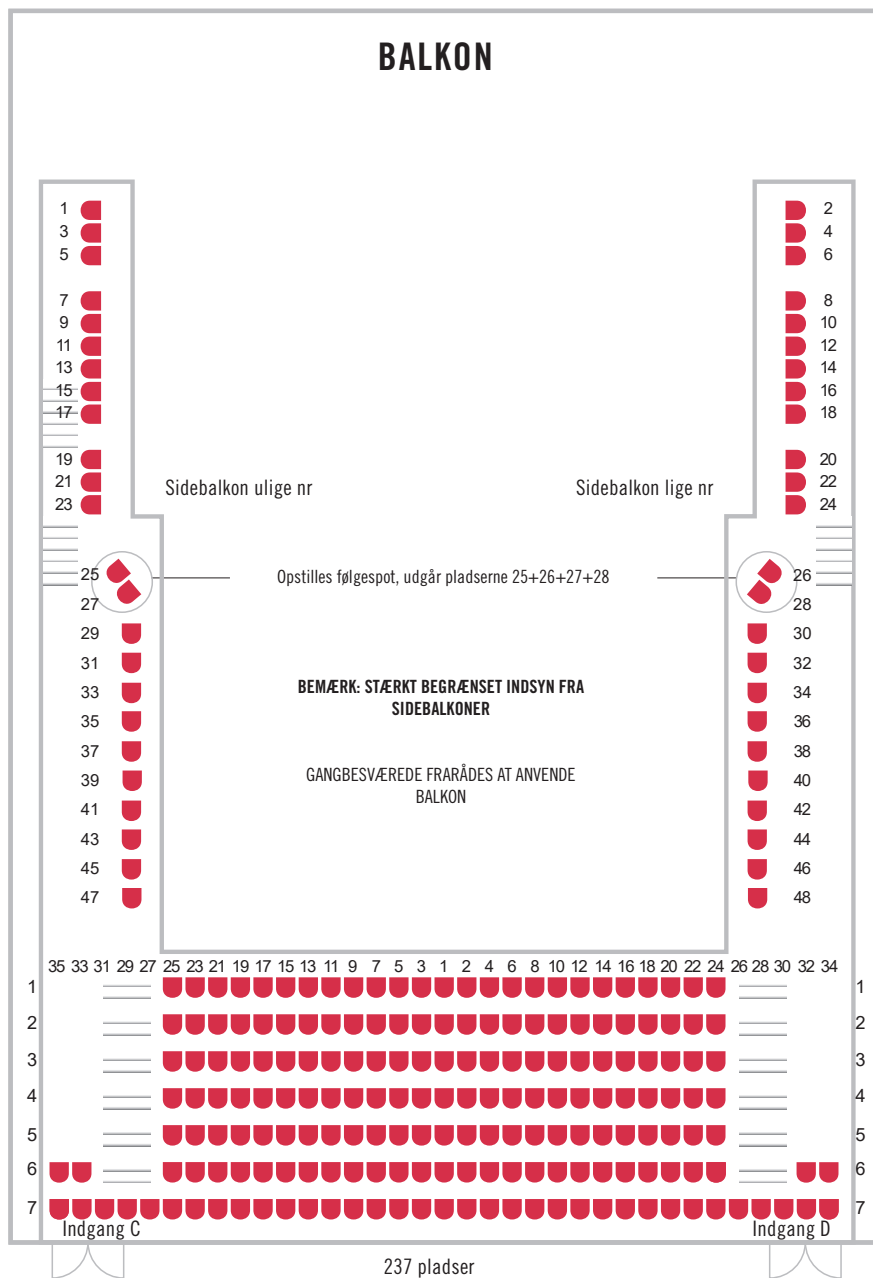 BALKON
1 2
3 4
5 6
7 8
9 10
11 12
13 14
15 16
17 18
19 20
21 22
Sidebalkon ulige nr Sidebalkon lige nr
23 24
25 Opstilles følgespot, udgår pladserne 25+26+27+28 26
27 28
29 30
31 32
33 BEMÆRK: STÆRKT BEGRÆNSET INDSYN FRA 34
SIDEBALKONER
35 36
37 38
39 GANGBESVÆREDE FRARÅDES AT ANVENDE 40
BALKON
41 42
43 44
45 46
47 48
35 33 31 29 27 25 23 21 19 17 15 13 11 9 7 5 3 1 2 4 6 8 10 12 14 16 18 20 22 24 26 28 30 32 34
1 1
2 2
3 3
4 4
5 5
6 6
7 7
Indgang C Indgang D
237 pladser